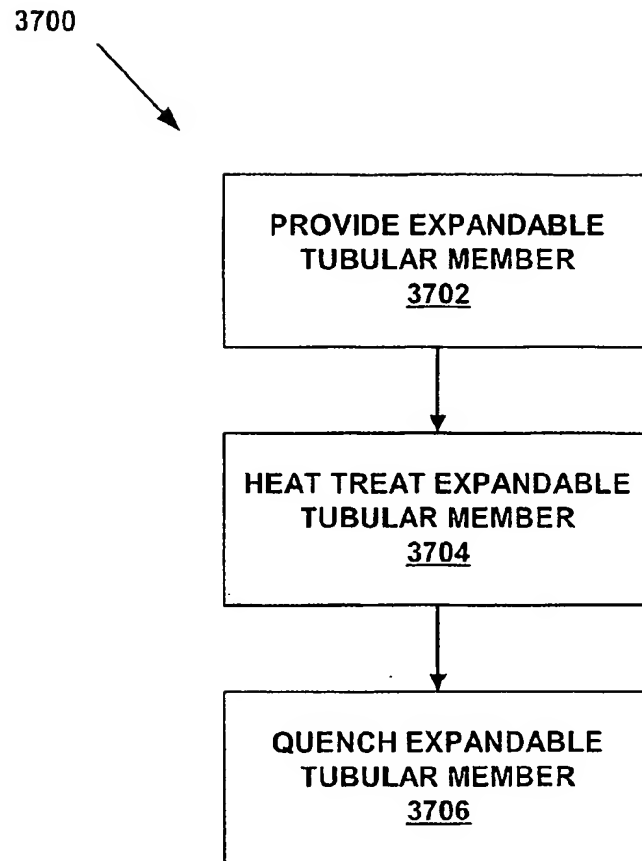 3700
PROVIDE EXPANDABLE
TUBULAR MEMBER
3702
HEAT TREAT EXPANDABLE
TUBULAR MEMBER
3704
QUENCH EXPANDABLE
TUBULAR MEMBER
3706